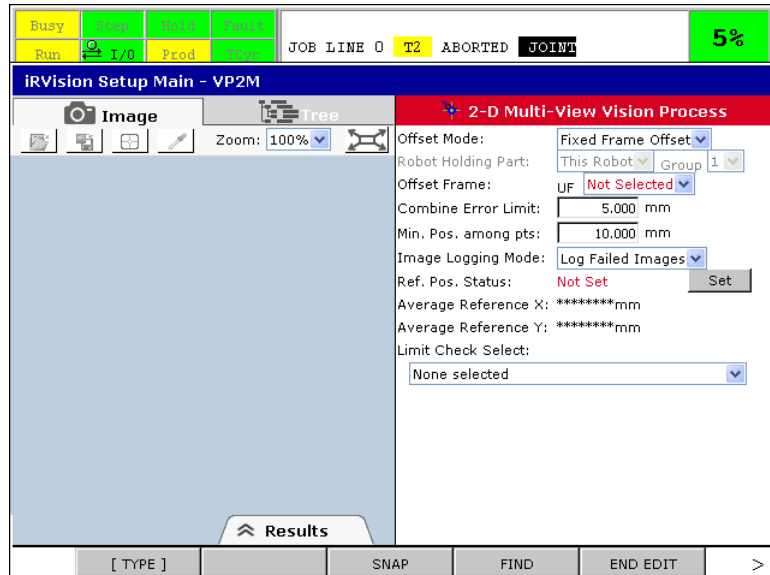 Busy Step Hold Fault
Run I/O Prod TCyc
JOB LINE 0 T2 ABORTED JOINT
5%
iRVision Setup Main - VP2M
Image Tree
Zoom: 100%
2-D Multi-View Vision Process
Offset Mode: Fixed Frame Offset
Robot Holding Part: This Robot Group 1
Offset Frame: UF Not Selected
Combine Error Limit: 5.000 mm
Min. Pos. among pts: 10.000 mm
Image Logging Mode: Log Failed Images
Ref. Pos. Status: Not Set Set
Average Reference X: ********mm
Average Reference Y: ********mm
Limit Check Select:
None selected
Results
[ TYPE ] SNAP FIND END EDIT >